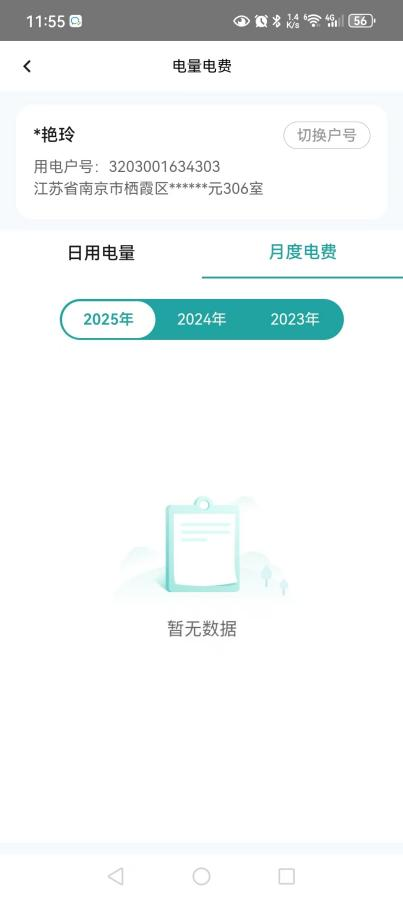 11:55
1.4
K/s
6
4G
56
电量电费
*艳玲
切换户号
用电户号：3203001634303
江苏省南京市栖霞区******元306室
日用电量
月度电费
2025年
2024年
2023年
暂无数据